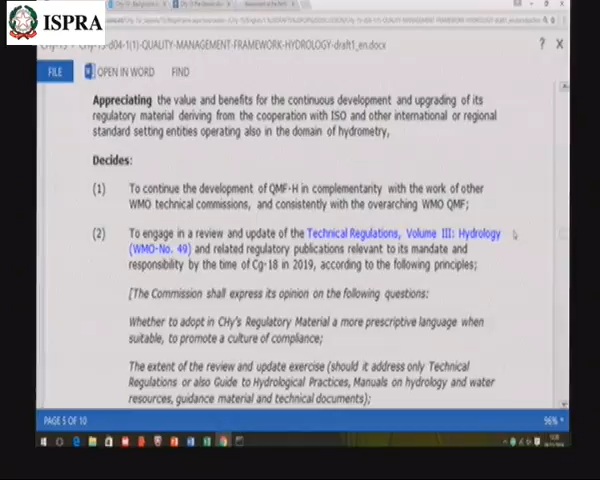 ISPRA
CHy-15-d04-1(1)-QUALITY-MANAGEMENT-FRAMEWORK-HYDROLOGY-draft1_en.docx
? X
FILE
OPEN IN WORD
FIND
Appreciating the value and benefits for the continuous development and upgrading of its
regulatory material deriving from the cooperation with ISO and other international or regional
standard setting entities operating also in the domain of hydrometry,
Decides:
(1) To continue the development of QMF-H in complementarity with the work of other
WMO technical commissions, and consistently with the overarching WMO QMF;
(2) To engage in a review and update of the Technical Regulations, Volume III: Hydrology
(WMO-No. 49) and related regulatory publications relevant to its mandate and
responsibility by the time of Cg-18 in 2019, according to the following principles;
[The Commission shall express its opinion on the following questions:
Whether to adopt in CHy's Regulatory Material a more prescriptive language when
suitable, to promote a culture of compliance;
The extent of the review and update exercise (should it address only Technical
Regulations or also Guide to Hydrological Practices, Manuals on hydrology and water
resources, guidance material and technical documents);
PAGE 5 OF 10
96%